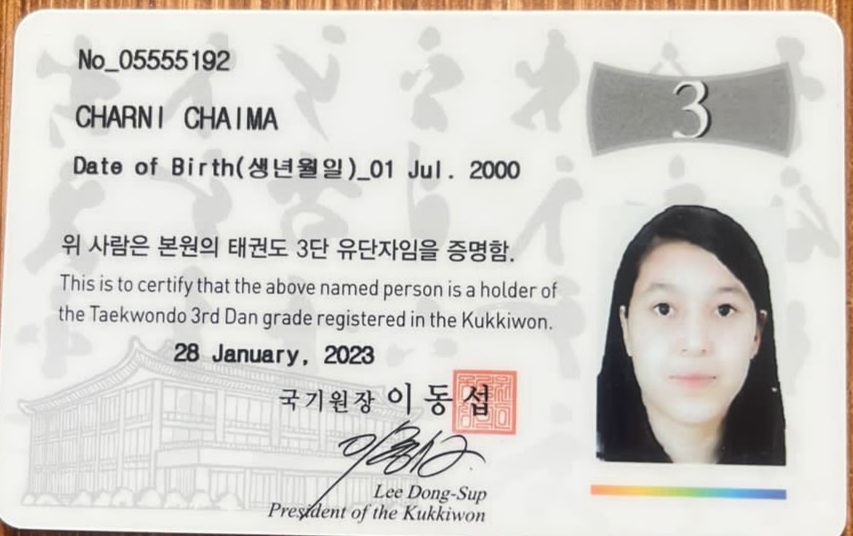 No_05555192
3
CHARNI CHAIMA
Date of Birth(생년월일)_01 Jul. 2000
위 사람은 본원의 태권도 3단 유단자임을 증명함.
This is to certify that the above named person is a holder of
the Taekwondo 3rd Dan grade registered in the Kukkiwon.
28 January, 2023
국기원장 이 동 섭
Lee Dong-Sup
President of the Kukkiwon